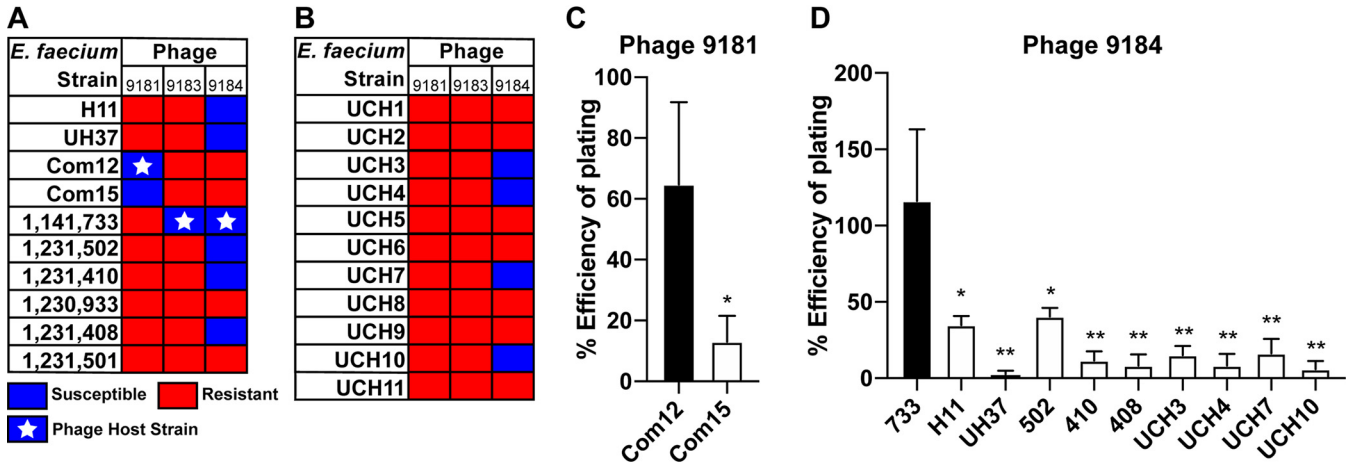 A
E. faecium Phage
Strain 9181 9183 9184
H11
UH37
Com12
Com15
1,141,733
1,231,502
1,231,410
1,230,933
1,231,408
1,231,501
Susceptible Resistant
Phage Host Strain
B
E. faecium Phage
Strain 9181 9183 9184
UCH1
UCH2
UCH3
UCH4
UCH5
UCH6
UCH7
UCH8
UCH9
UCH10
UCH11
C
Phage 9181
% Efficiency of plating
100
80
60
40
20
0
*
Com12 Com15
D
Phage 9184
% Efficiency of plating
200
150
100
50
0
* ** * ** ** ** ** ** **
733 H11 UH37 502 410 408 UCH3 UCH4 UCH7 UCH10